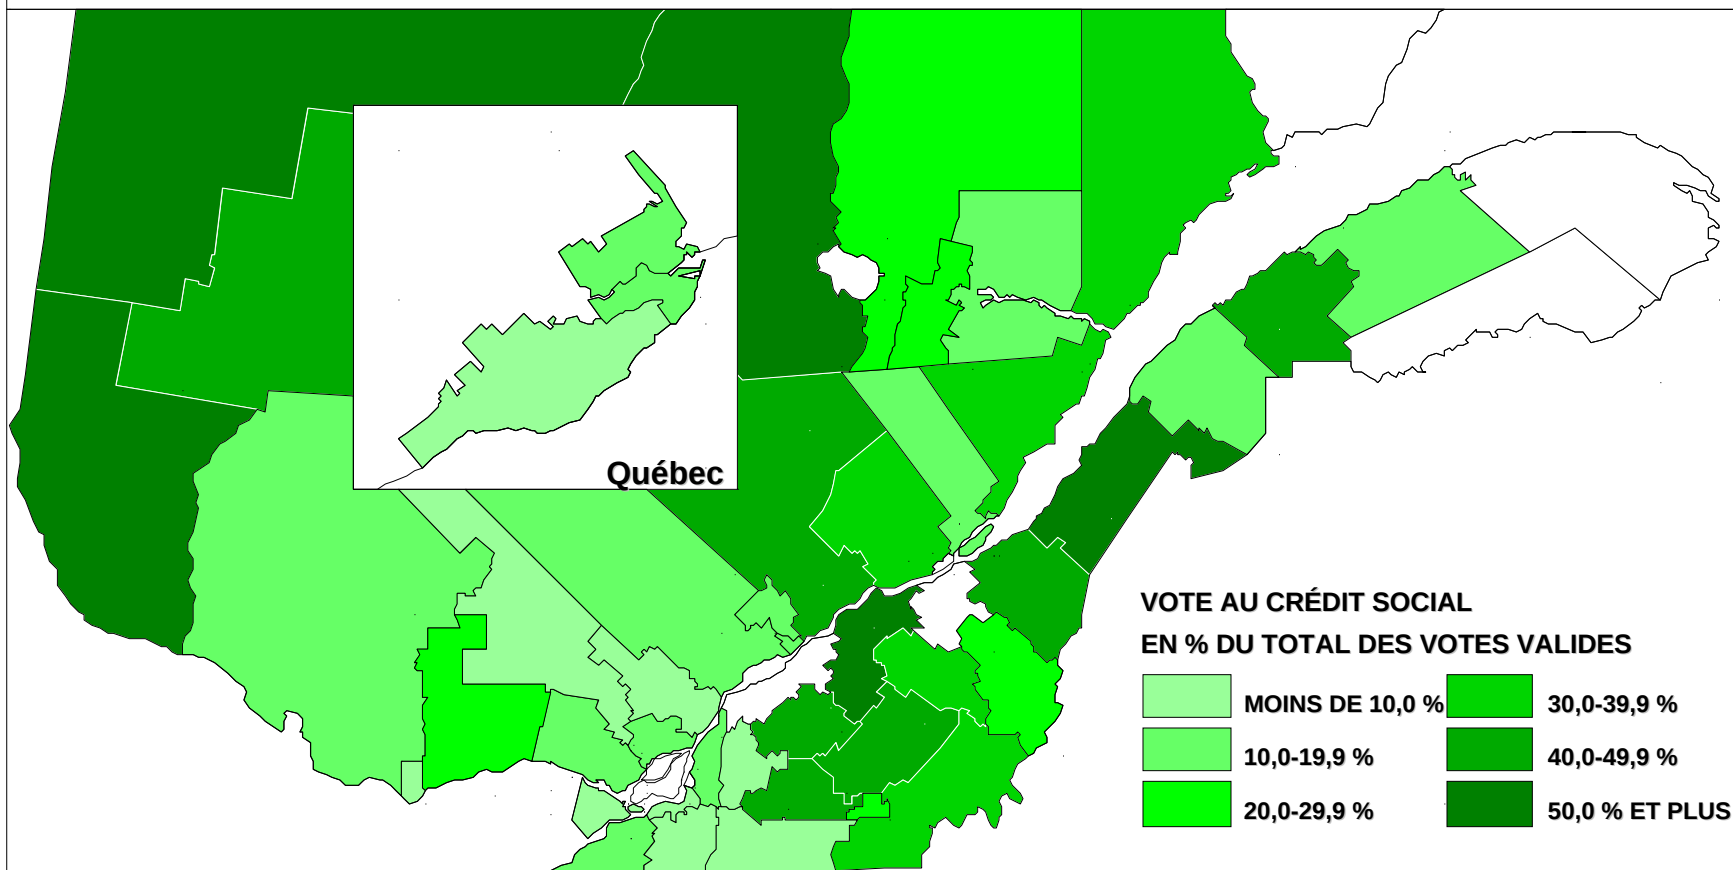 Québec
VOTE AU CRÉDIT SOCIAL
EN % DU TOTAL DES VOTES VALIDES
MOINS DE 10,0 %
10,0-19,9 %
20,0-29,9 %
30,0-39,9 %
40,0-49,9 %
50,0 % ET PLUS